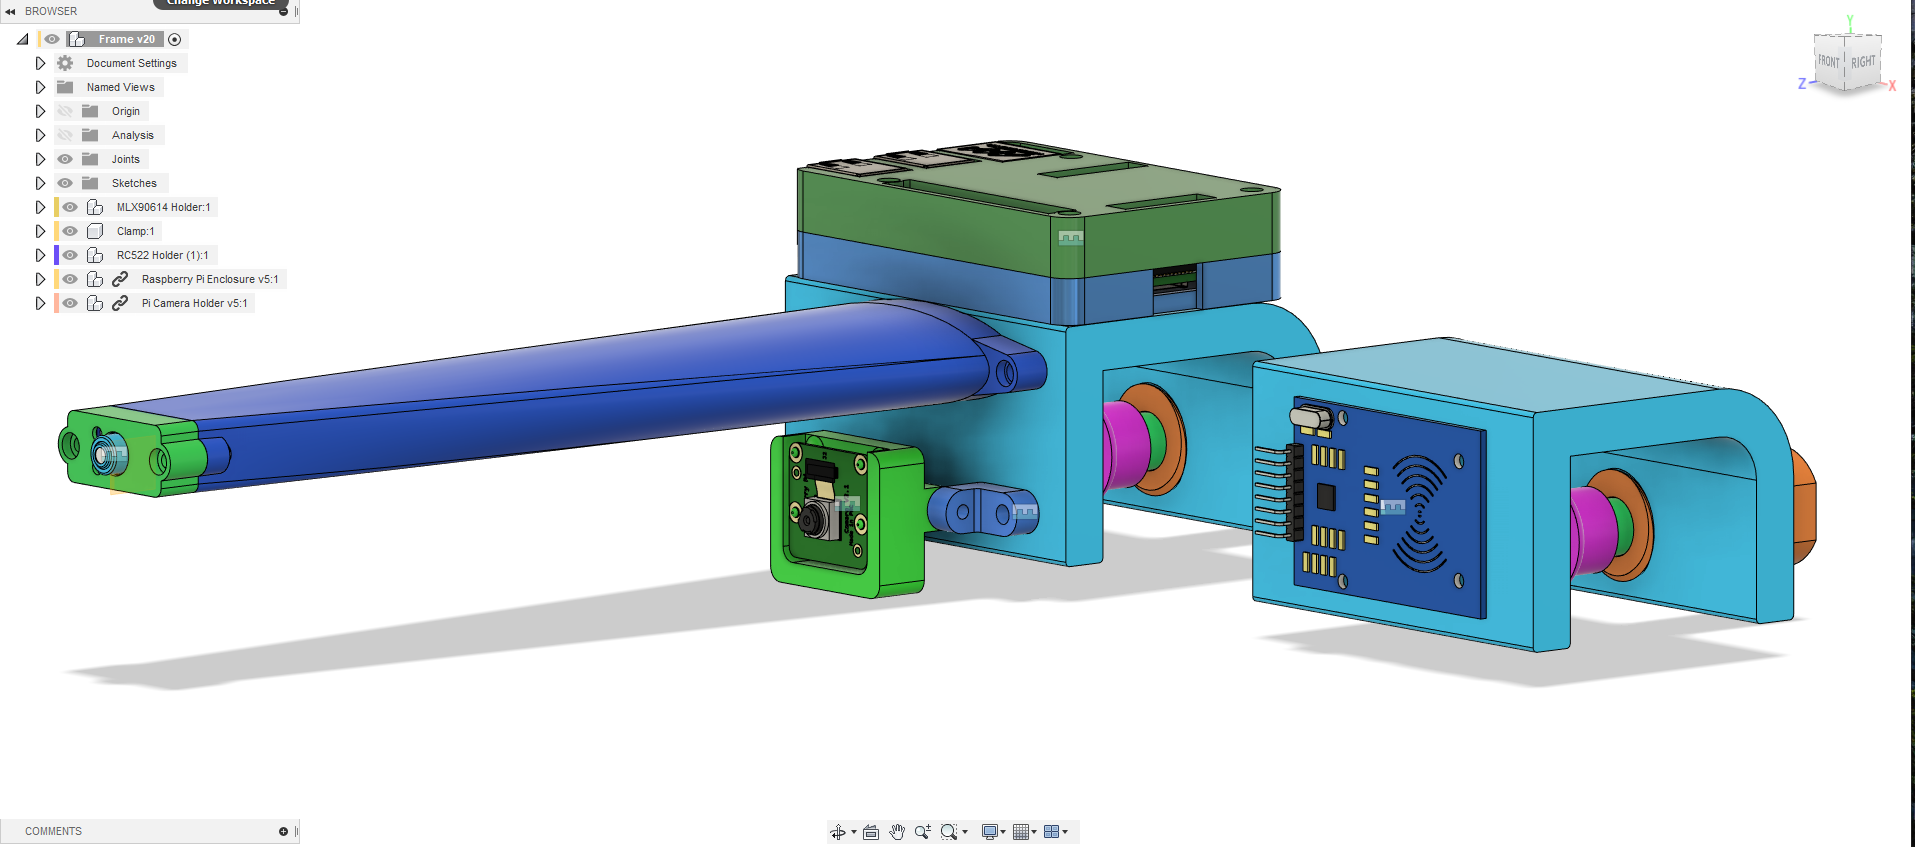 Change Workspace
BROWSER
Frame v20
Document Settings
Named Views
Origin
Analysis
Joints
Sketches
MLX90614 Holder:1
Clamp:1
RC522 Holder (1):1
Raspberry Pi Enclosure v5:1
Pi Camera Holder v5:1
Y
FRONT
RIGHT
Z
X
COMMENTS